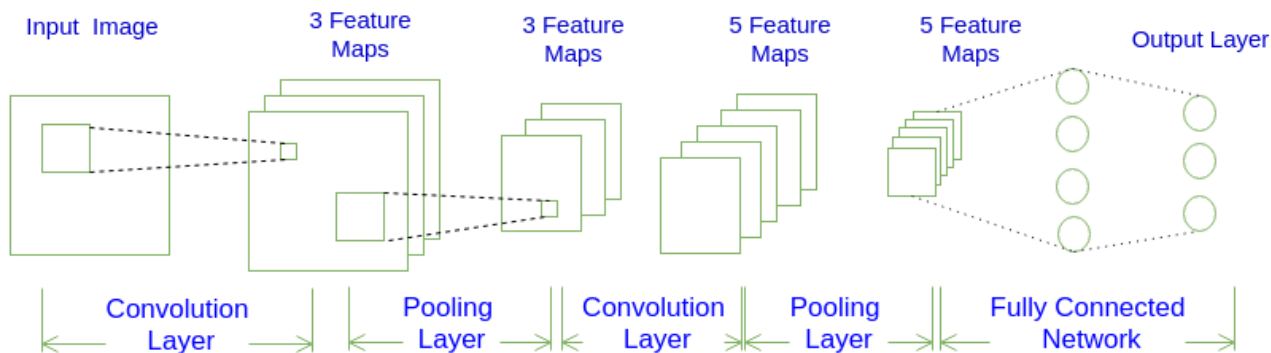 Input Image
3 Feature
Maps
3 Feature
Maps
5 Feature
Maps
5 Feature
Maps
Output Layer
Convolution
Layer
Pooling
Layer
Convolution
Layer
Pooling
Layer
Fully Connected
Network